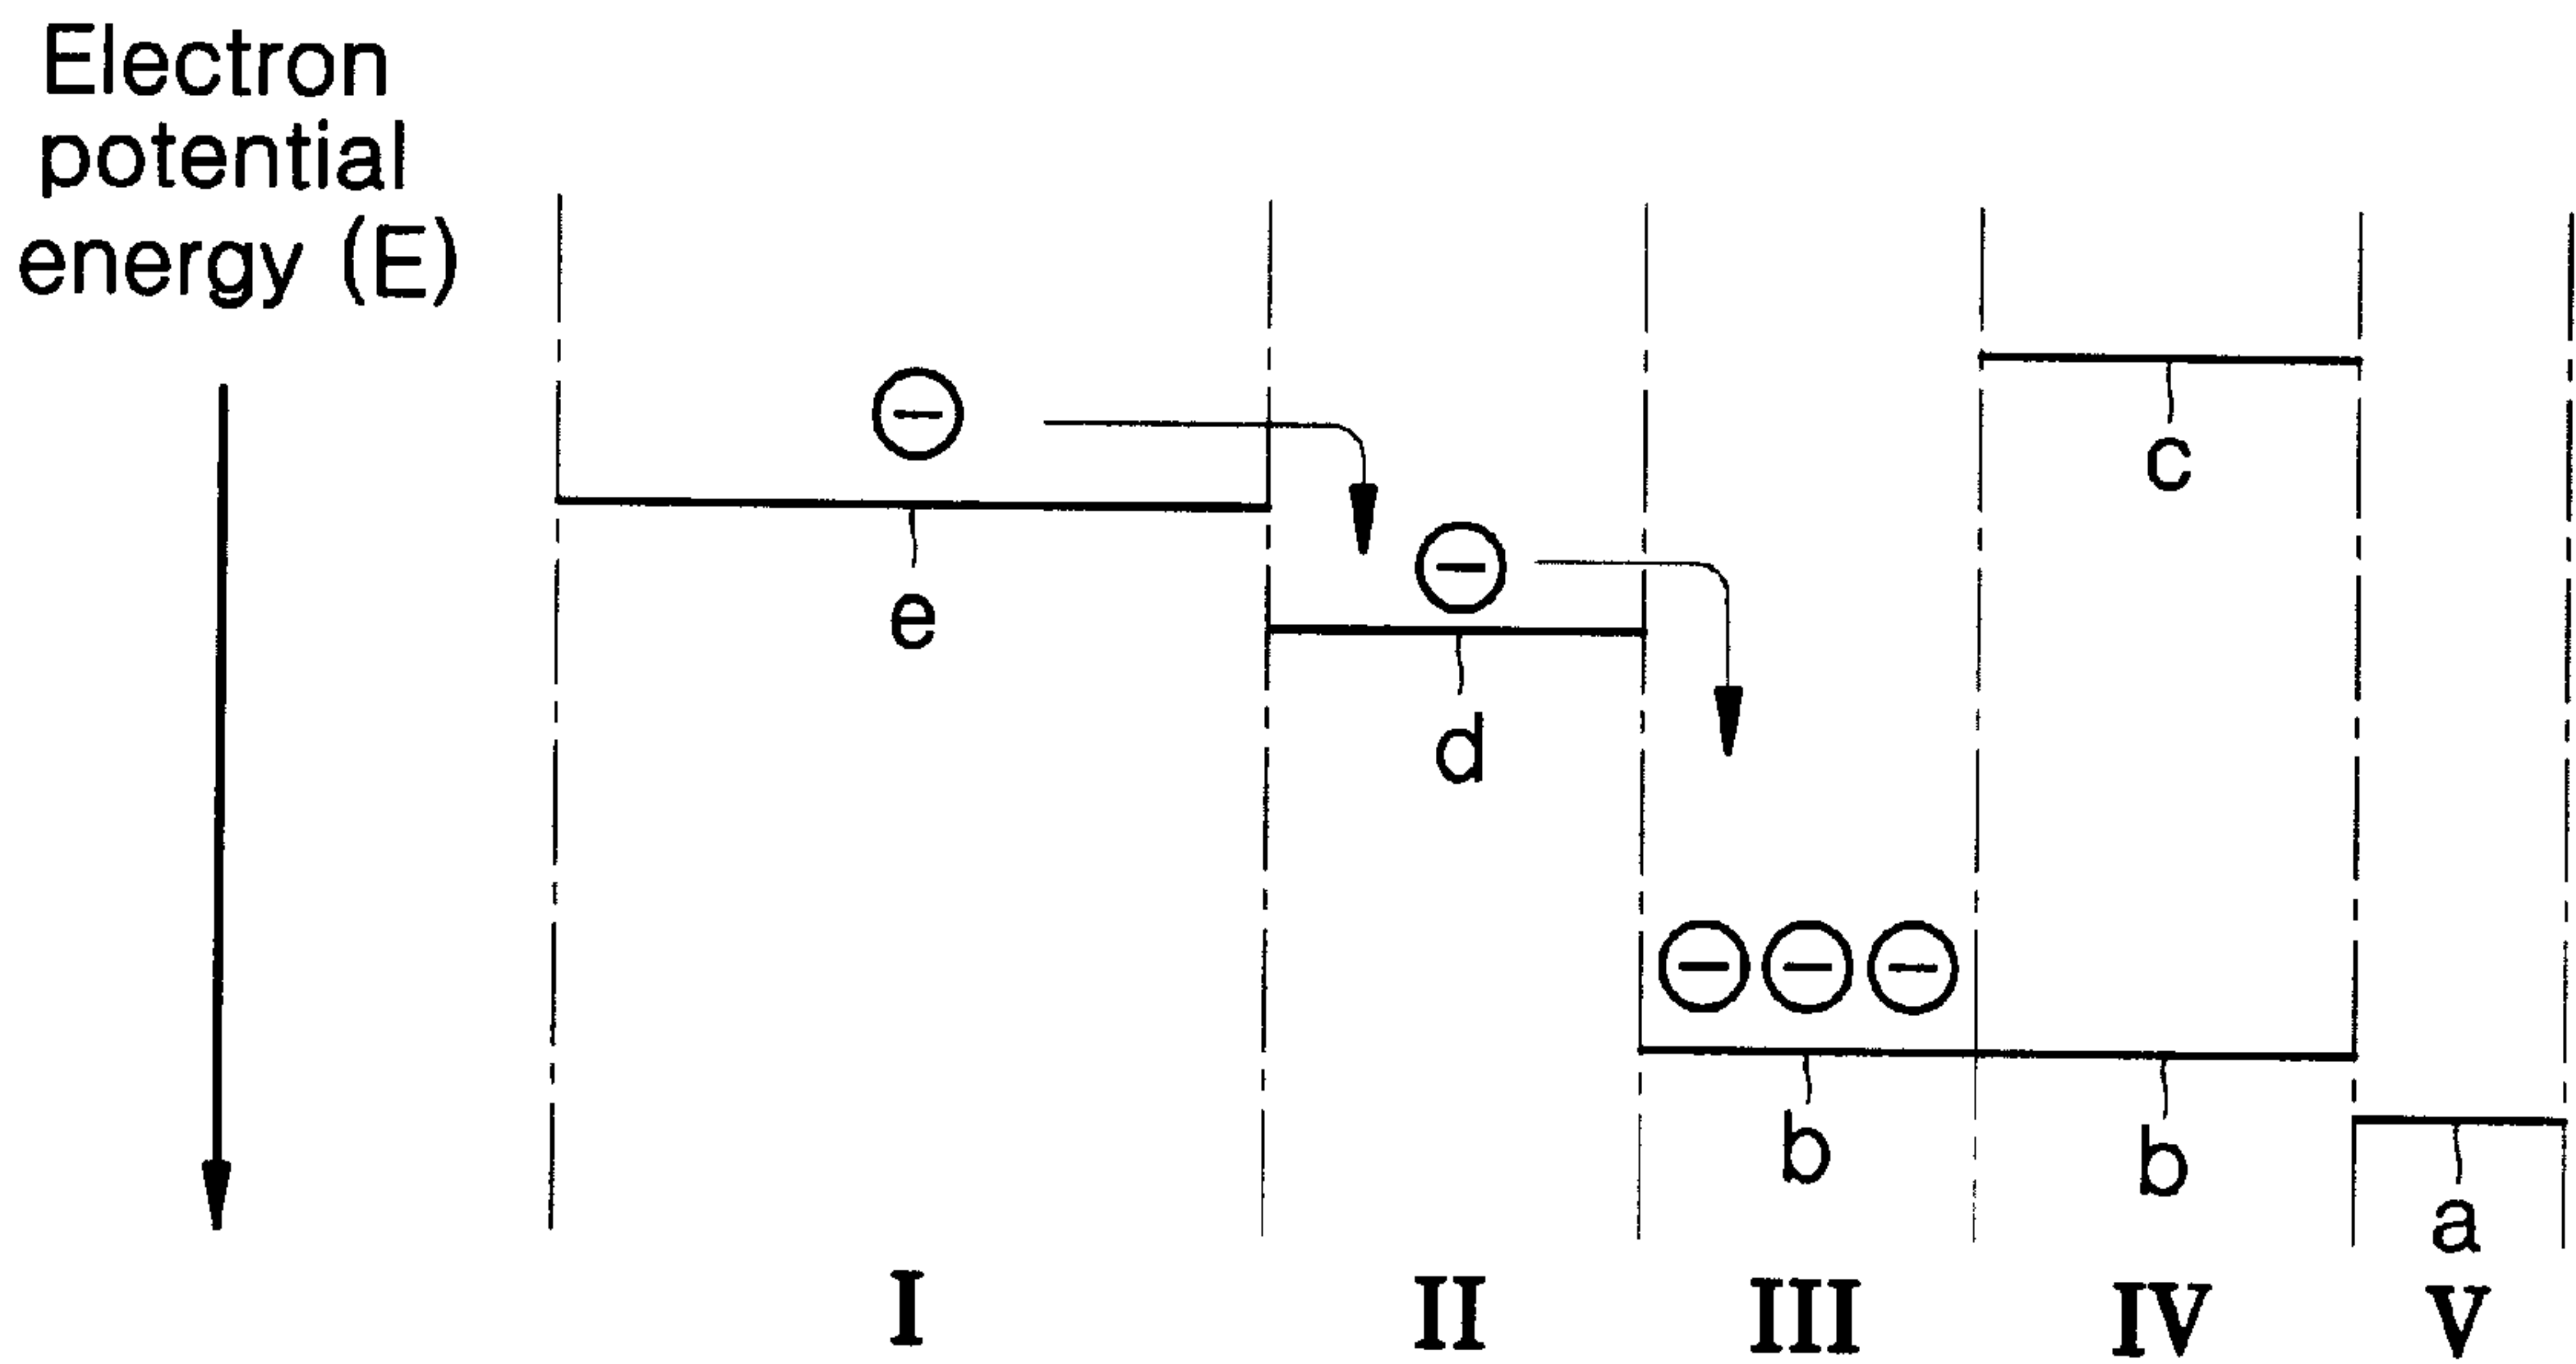 Electron
potential
energy (E)
c
e
d
b
b
a
I
II
III
IV
V